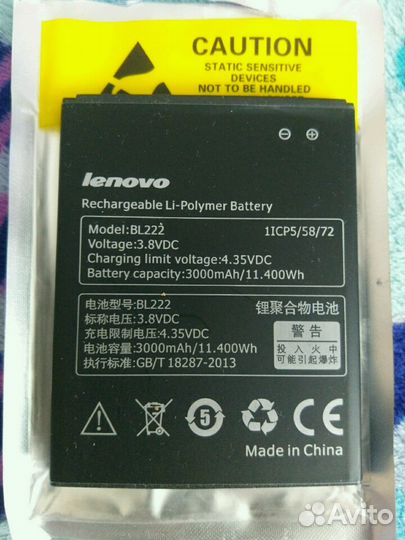 CAUTION
STATIC SENSITIVE
DEVICES
NOT TO BE HANDLED
lenovo
Rechargeable Li-Polymer Battery
Model:BL222 1ICP5/58/72
Voltage:3.8VDC
Charging limit voltage:4.35VDC
Battery capacity:3000mAh/11.400Wh
电池型号:BL222 锂聚合物电池
标称电压:3.8VDC
充电限制电压:4.35VDC 警告
电池容量:3000mAh/11.400Wh 投入火中
执行标准:GB/T 18287-2013 可能引起爆炸
5 CE
Made in China
Avito